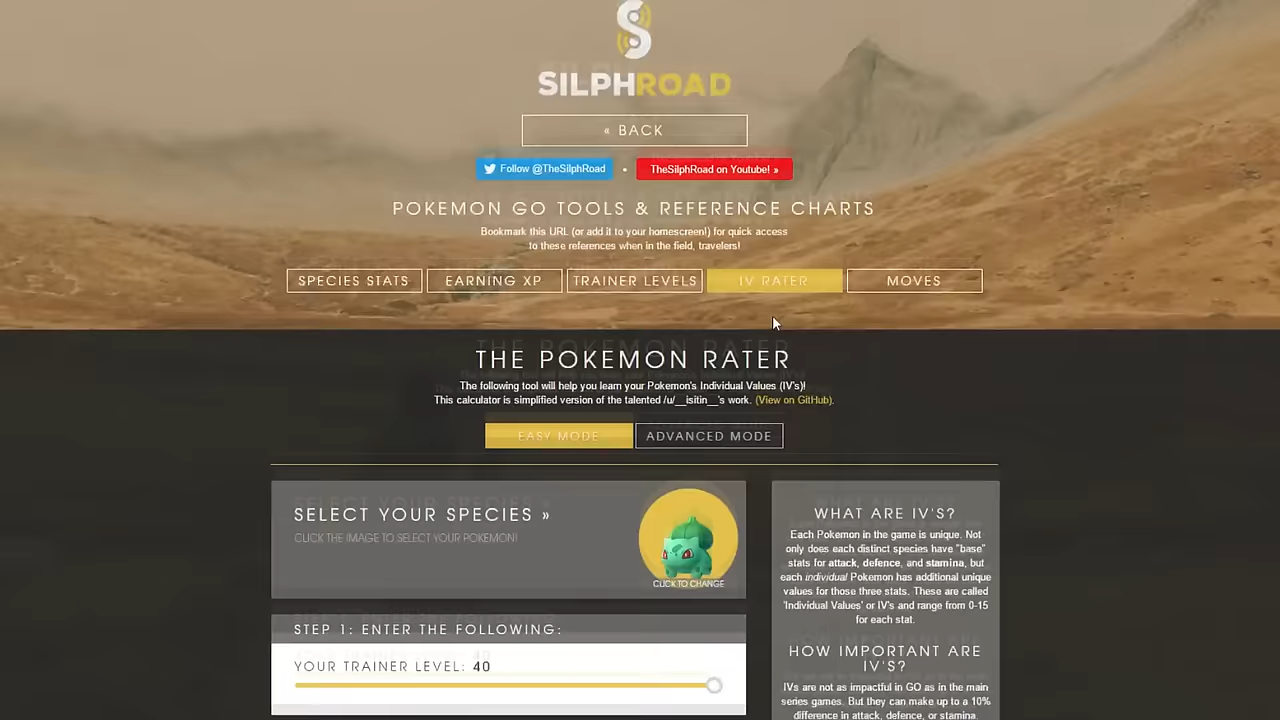 SILPHROAD
« BACK
Follow @TheSilphRoad • TheSilphRoad on Youtube! »
POKEMON GO TOOLS & REFERENCE CHARTS
Bookmark this URL (or add it to your homescreen!) for quick access
to these references when in the field, travelers!
SPECIES STATS EARNING XP TRAINER LEVELS IV RATER MOVES
THE POKEMON RATER
The following tool will help you learn your Pokemon's Individual Values (IV's)!
This calculator is simplified version of the talented /u/__isitin__'s work. (View on GitHub).
EASY MODE ADVANCED MODE
SELECT YOUR SPECIES »
CLICK THE IMAGE TO SELECT YOUR POKEMON!
CLICK TO CHANGE
STEP 1: ENTER THE FOLLOWING:
YOUR TRAINER LEVEL: 40
WHAT ARE IV'S?
Each Pokemon in the game is unique. Not
only does each distinct species have "base"
stats for attack, defence, and stamina, but
each individual Pokemon has additional unique
values for those three stats. These are called
'Individual Values' or IV's and range from 0-15
for each stat.
HOW IMPORTANT ARE
IV'S?
IVs are not as impactful in GO as in the main
series games. But they can make up to a 10%
difference in attack, defence, or stamina.